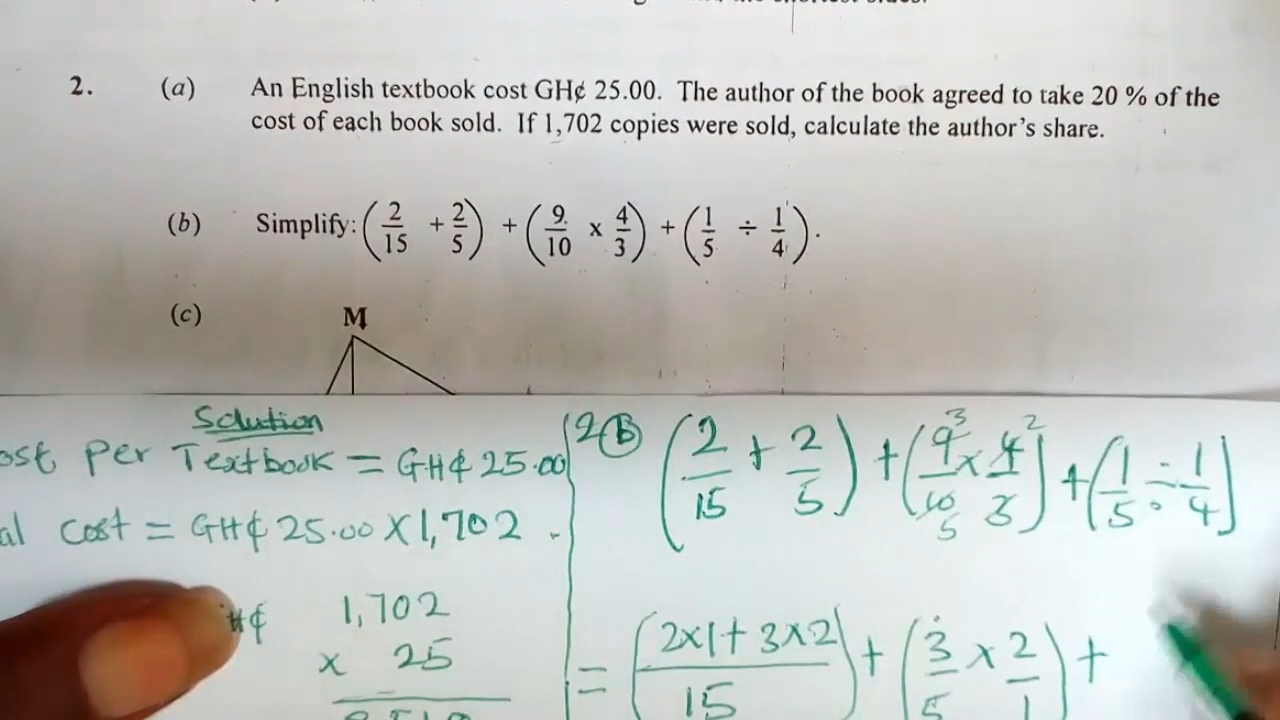 2. (a) An English textbook cost GH₵ 25.00. The author of the book agreed to take 20 % of the
cost of each book sold. If 1,702 copies were sold, calculate the author's share.
(b) Simplify: (2/15 + 2/5) + (9/10 x 4/3) + (1/5 ÷ 1/4).
(c)
M
Solution
Per Textbook = GH₵ 25.00
cost = GH₵ 25.00 X 1,702
1,702
x 25
2(b) (2/15 + 2/5) + (9/10 x 4/3) + (1/5 ÷ 1/4)
3 2
5
= (2x1 + 3x2 / 15) + (3/5 x 2/1) +